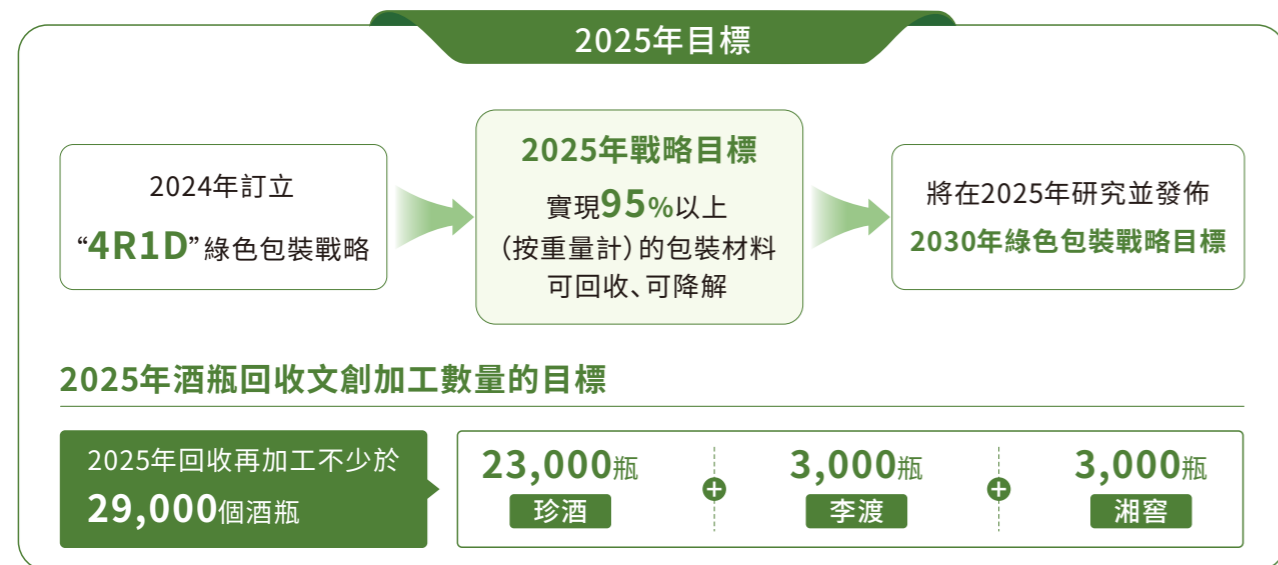 2025年目標
2024年訂立
“4R1D”綠色包裝戰略
2025年戰略目標
實現95%以上
（按重量計）的包裝材料
可回收、可降解
將在2025年研究並發佈
2030年綠色包裝戰略目標
2025年酒瓶回收文創加工數量的目標
2025年回收再加工不少於
29,000個酒瓶
23,000瓶
珍酒
+
3,000瓶
李渡
+
3,000瓶
湘窖